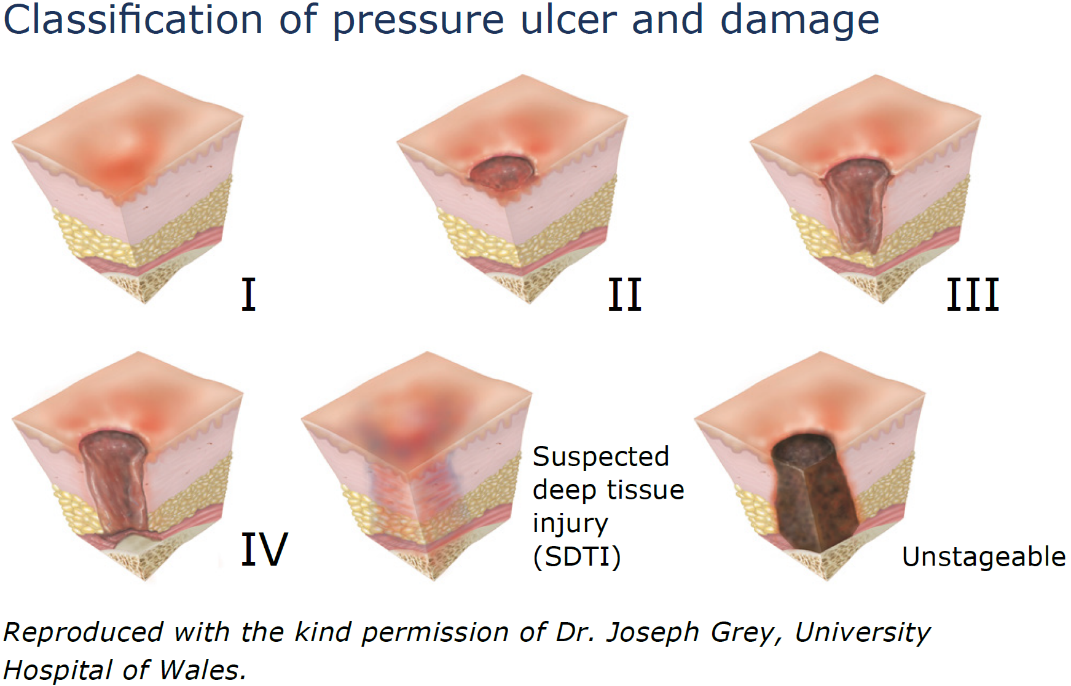 Classification of pressure ulcer and damage
I
II
III
IV
Suspected
deep tissue
injury
(SDTI)
Unstageable
Reproduced with the kind permission of Dr. Joseph Grey, University
Hospital of Wales.